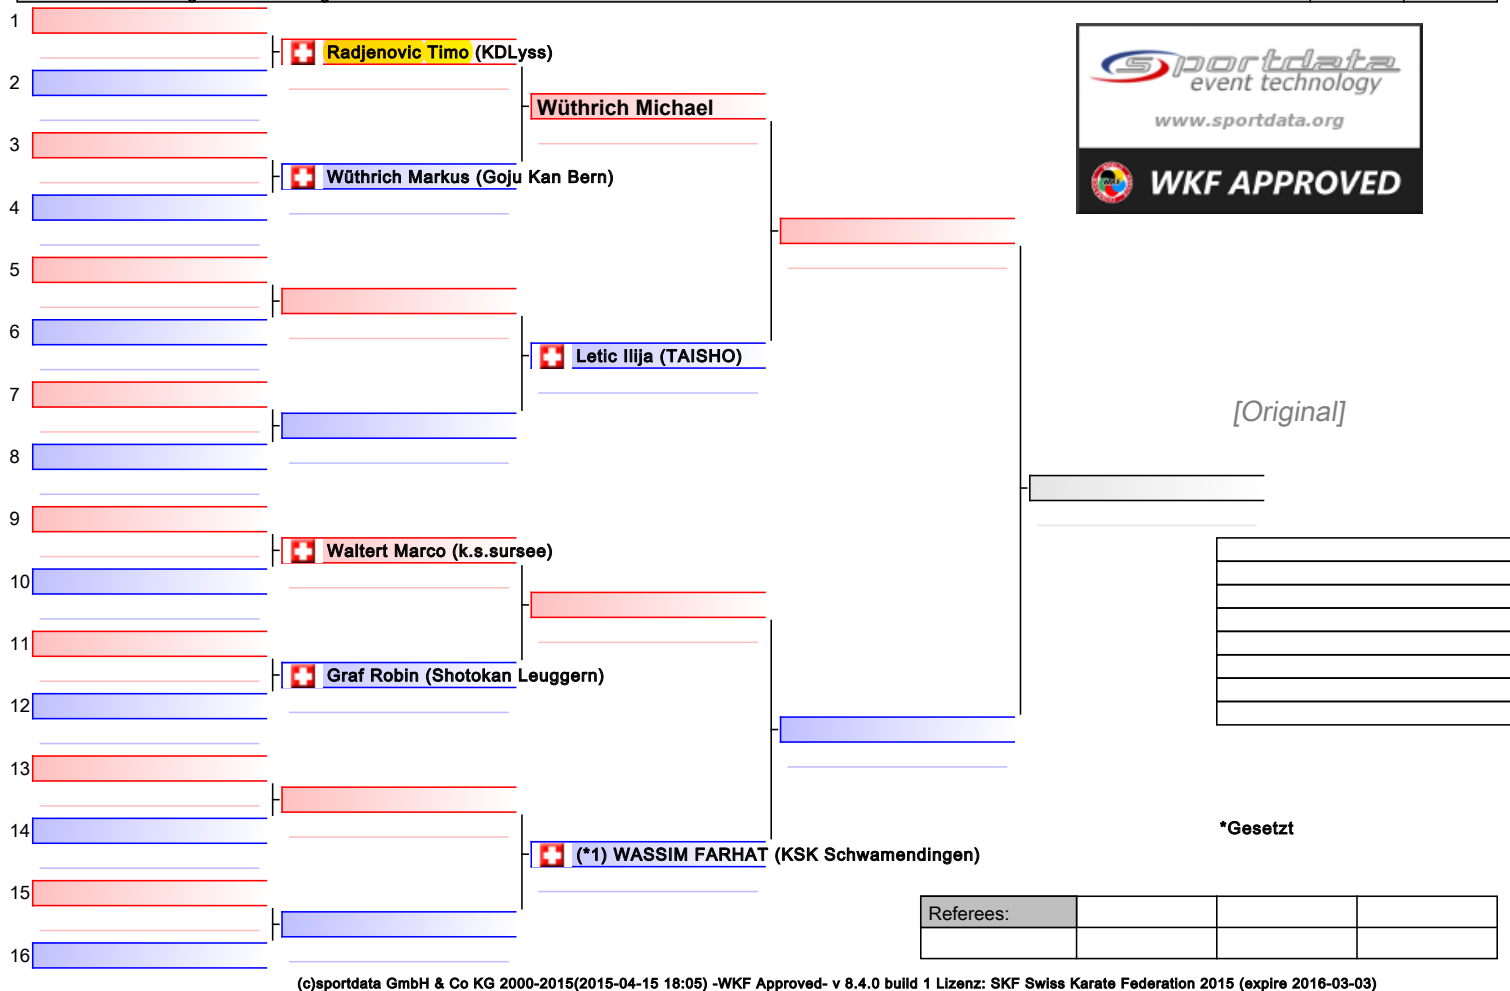 1
Radjenovic Timo (KDLyss)
2
Wüthrich Michael
3
Wüthrich Markus (Goju Kan Bern)
4
5
6
Letic Ilija (TAISHO)
7
8
9
Waltert Marco (k.s.sursee)
10
11
Graf Robin (Shotokan Leuggern)
12
13
14
(*1) WASSIM FARHAT (KSK Schwamendingen)
15
16
sportdata
event technology
www.sportdata.org
WKF APPROVED
[Original]
*Gesetzt
Referees:
(c)sportdata GmbH & Co KG 2000-2015(2015-04-15 18:05) -WKF Approved- v 8.4.0 build 1 Lizenz: SKF Swiss Karate Federation 2015 (expire 2016-03-03)